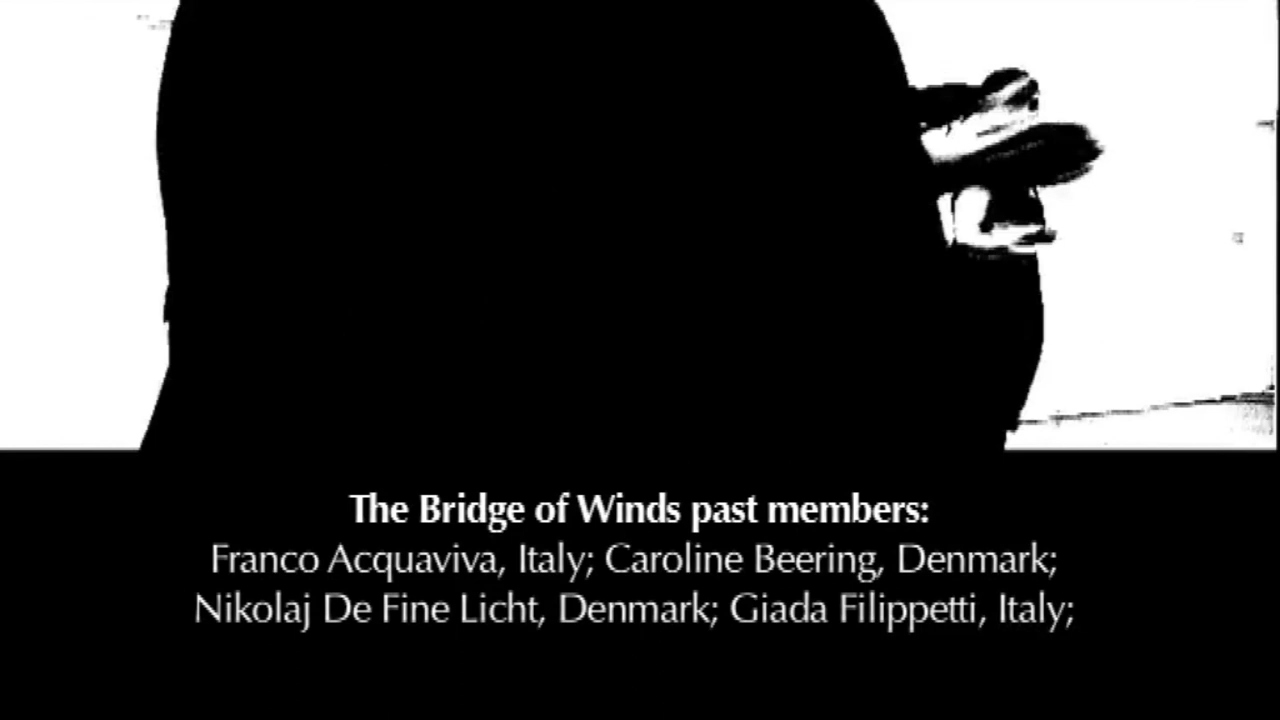 The Bridge of Winds past members:
Franco Acquaviva, Italy; Caroline Beering, Denmark;
Nikolaj De Fine Licht, Denmark; Giada Filippetti, Italy;